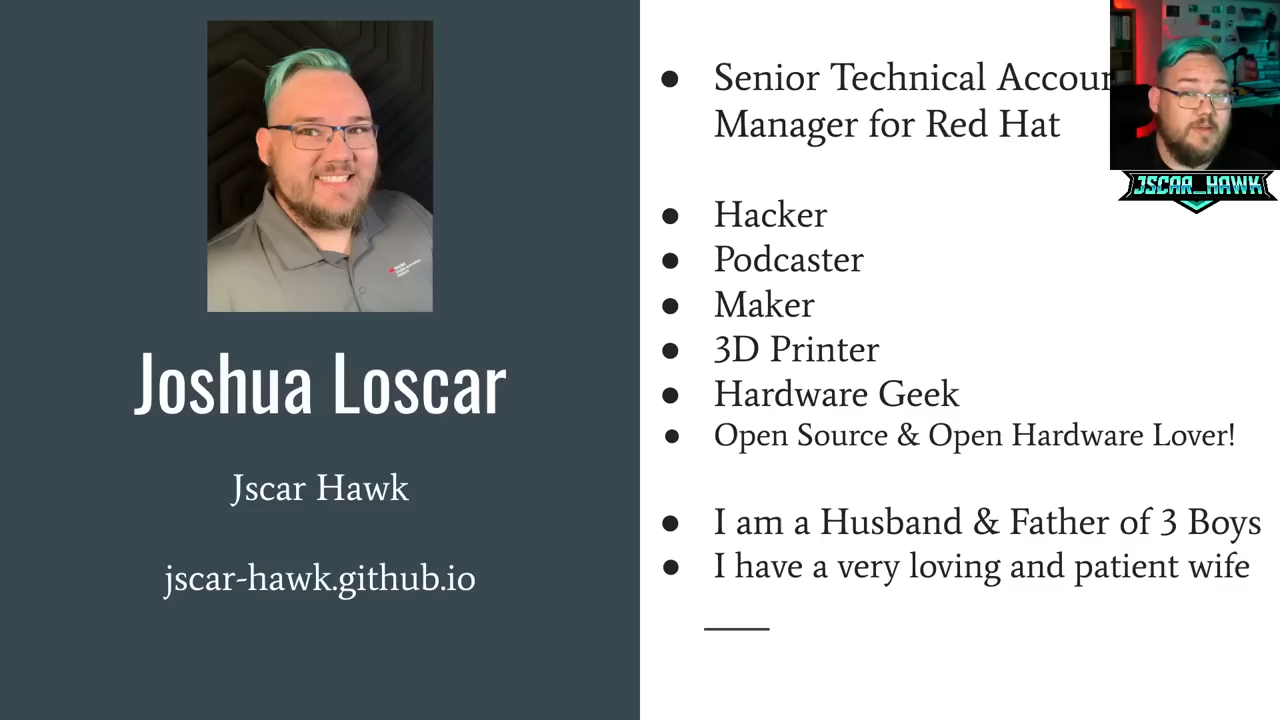 Joshua Loscar
Jscar Hawk
jscar-hawk.github.io
● Senior Technical
Manager for Red Hat
● Hacker
● Podcaster
● Maker
● 3D Printer
● Hardware Geek
● Open Source & Open Hardware Lover!
● I am a Husband & Father of 3 Boys
● I have a very loving and patient wife
JSCAR_HAWK